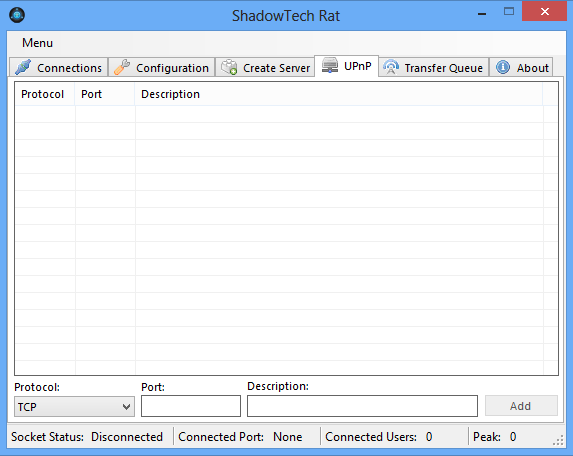 ShadowTech Rat
Menu
Connections Configuration Create Server UPnP Transfer Queue About
Protocol Port Description
Protocol: Port: Description:
TCP Add
Socket Status: Disconnected Connected Port: None Connected Users: 0 Peak: 0